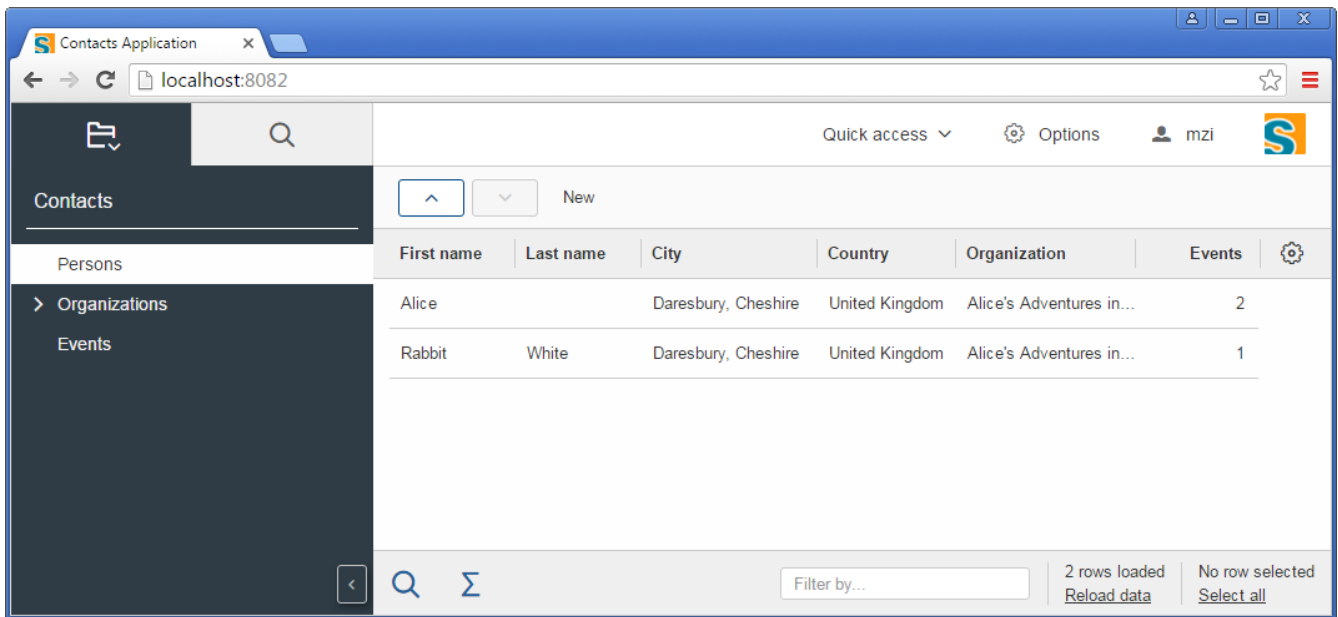 Contacts Application
localhost:8082
Quick access Options mzi
Contacts
New
Persons
Organizations
Events
First name Last name City Country Organization Events
Alice Daresbury, Cheshire United Kingdom Alice's Adventures in... 2
Rabbit White Daresbury, Cheshire United Kingdom Alice's Adventures in... 1
Filter by...
2 rows loaded
Reload data
No row selected
Select all